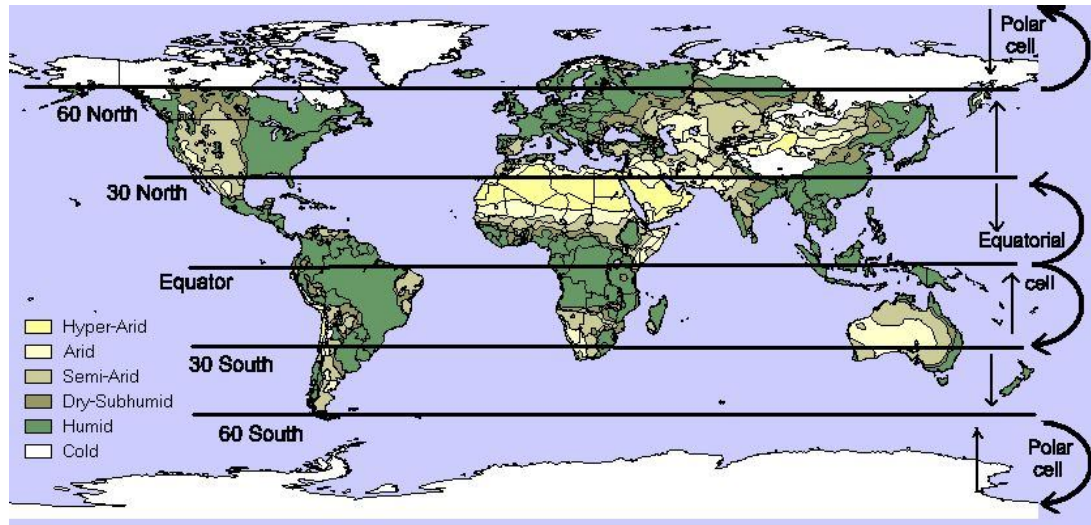 Polar
cell
60 North
30 North
Equatorial
cell
Equator
Hyper-Arid
Arid
Semi-Arid
Dry-Subhumid
Humid
Cold
30 South
60 South
Polar
cell